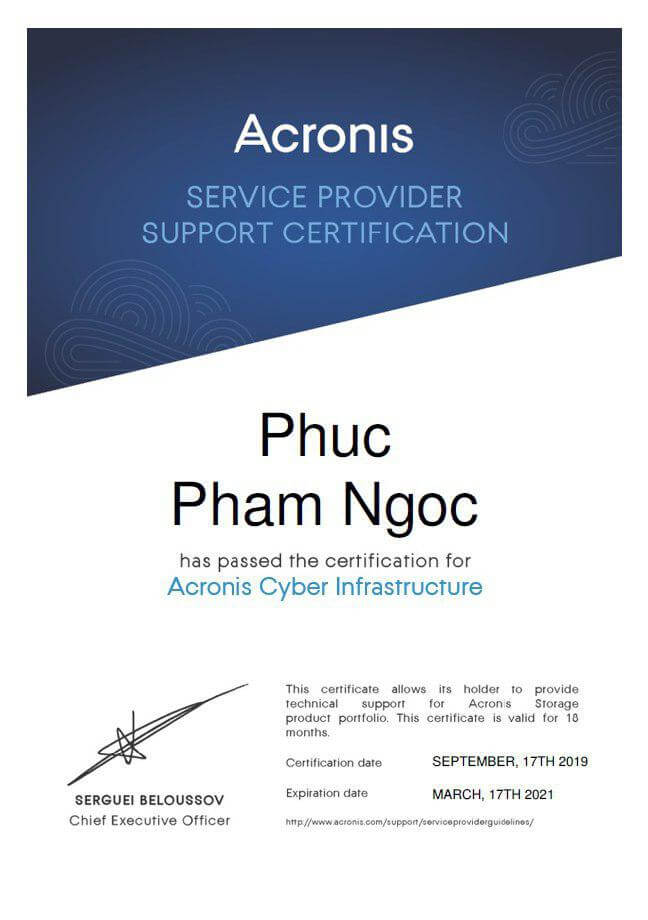 Acronis
SERVICE PROVIDER
SUPPORT CERTIFICATION
Phuc
Pham Ngoc
has passed the certification for
Acronis Cyber Infrastructure
This certificate allows its holder to provide
technical support for Acronis Storage
product portfolio. This certificate is valid for 18
months.
Certification date SEPTEMBER, 17TH 2019
Expiration date MARCH, 17TH 2021
http://www.acronis.com/support/serviceproviderguidelines/
SERGUEI BELOUSSOV
Chief Executive Officer